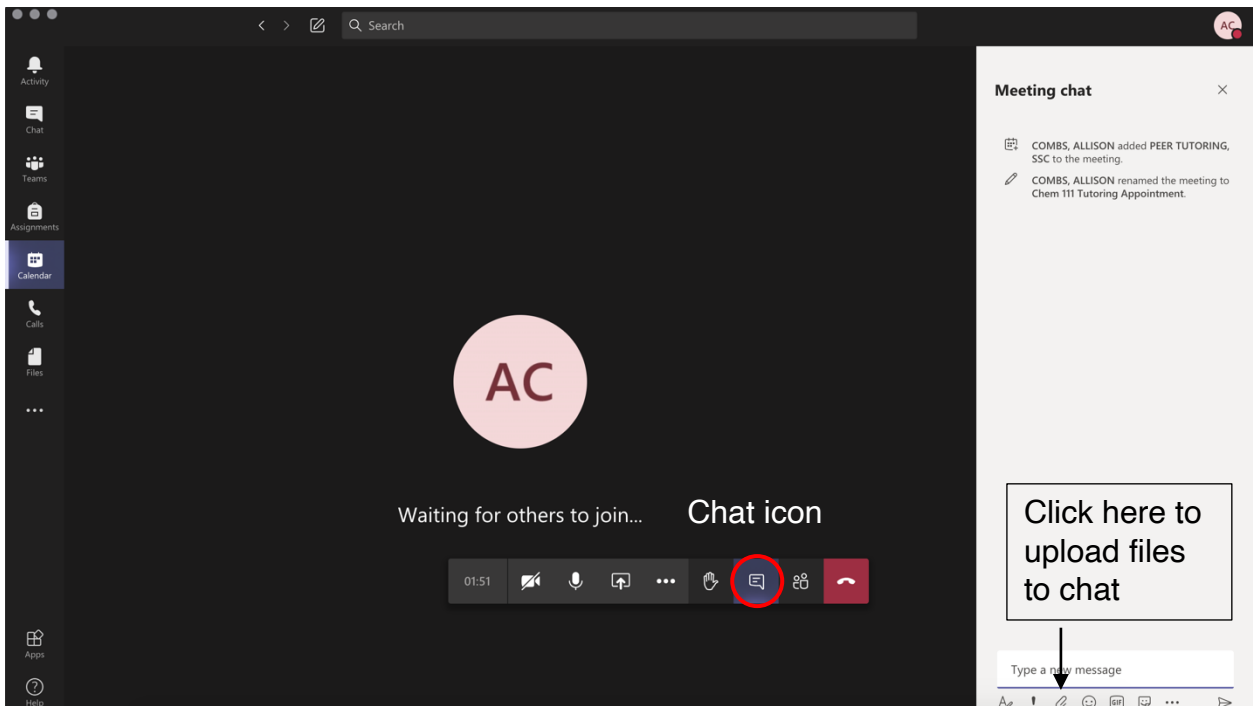 Search
AC
Activity
Chat
Teams
Assignments
Calendar
Calls
Files
Apps
Help
AC
Waiting for others to join...
Chat icon
01:51
Meeting chat
COMBS, ALLISON added PEER TUTORING,
SSC to the meeting.
COMBS, ALLISON renamed the meeting to
Chem 111 Tutoring Appointment.
Click here to
upload files
to chat
Type a new message
GIF